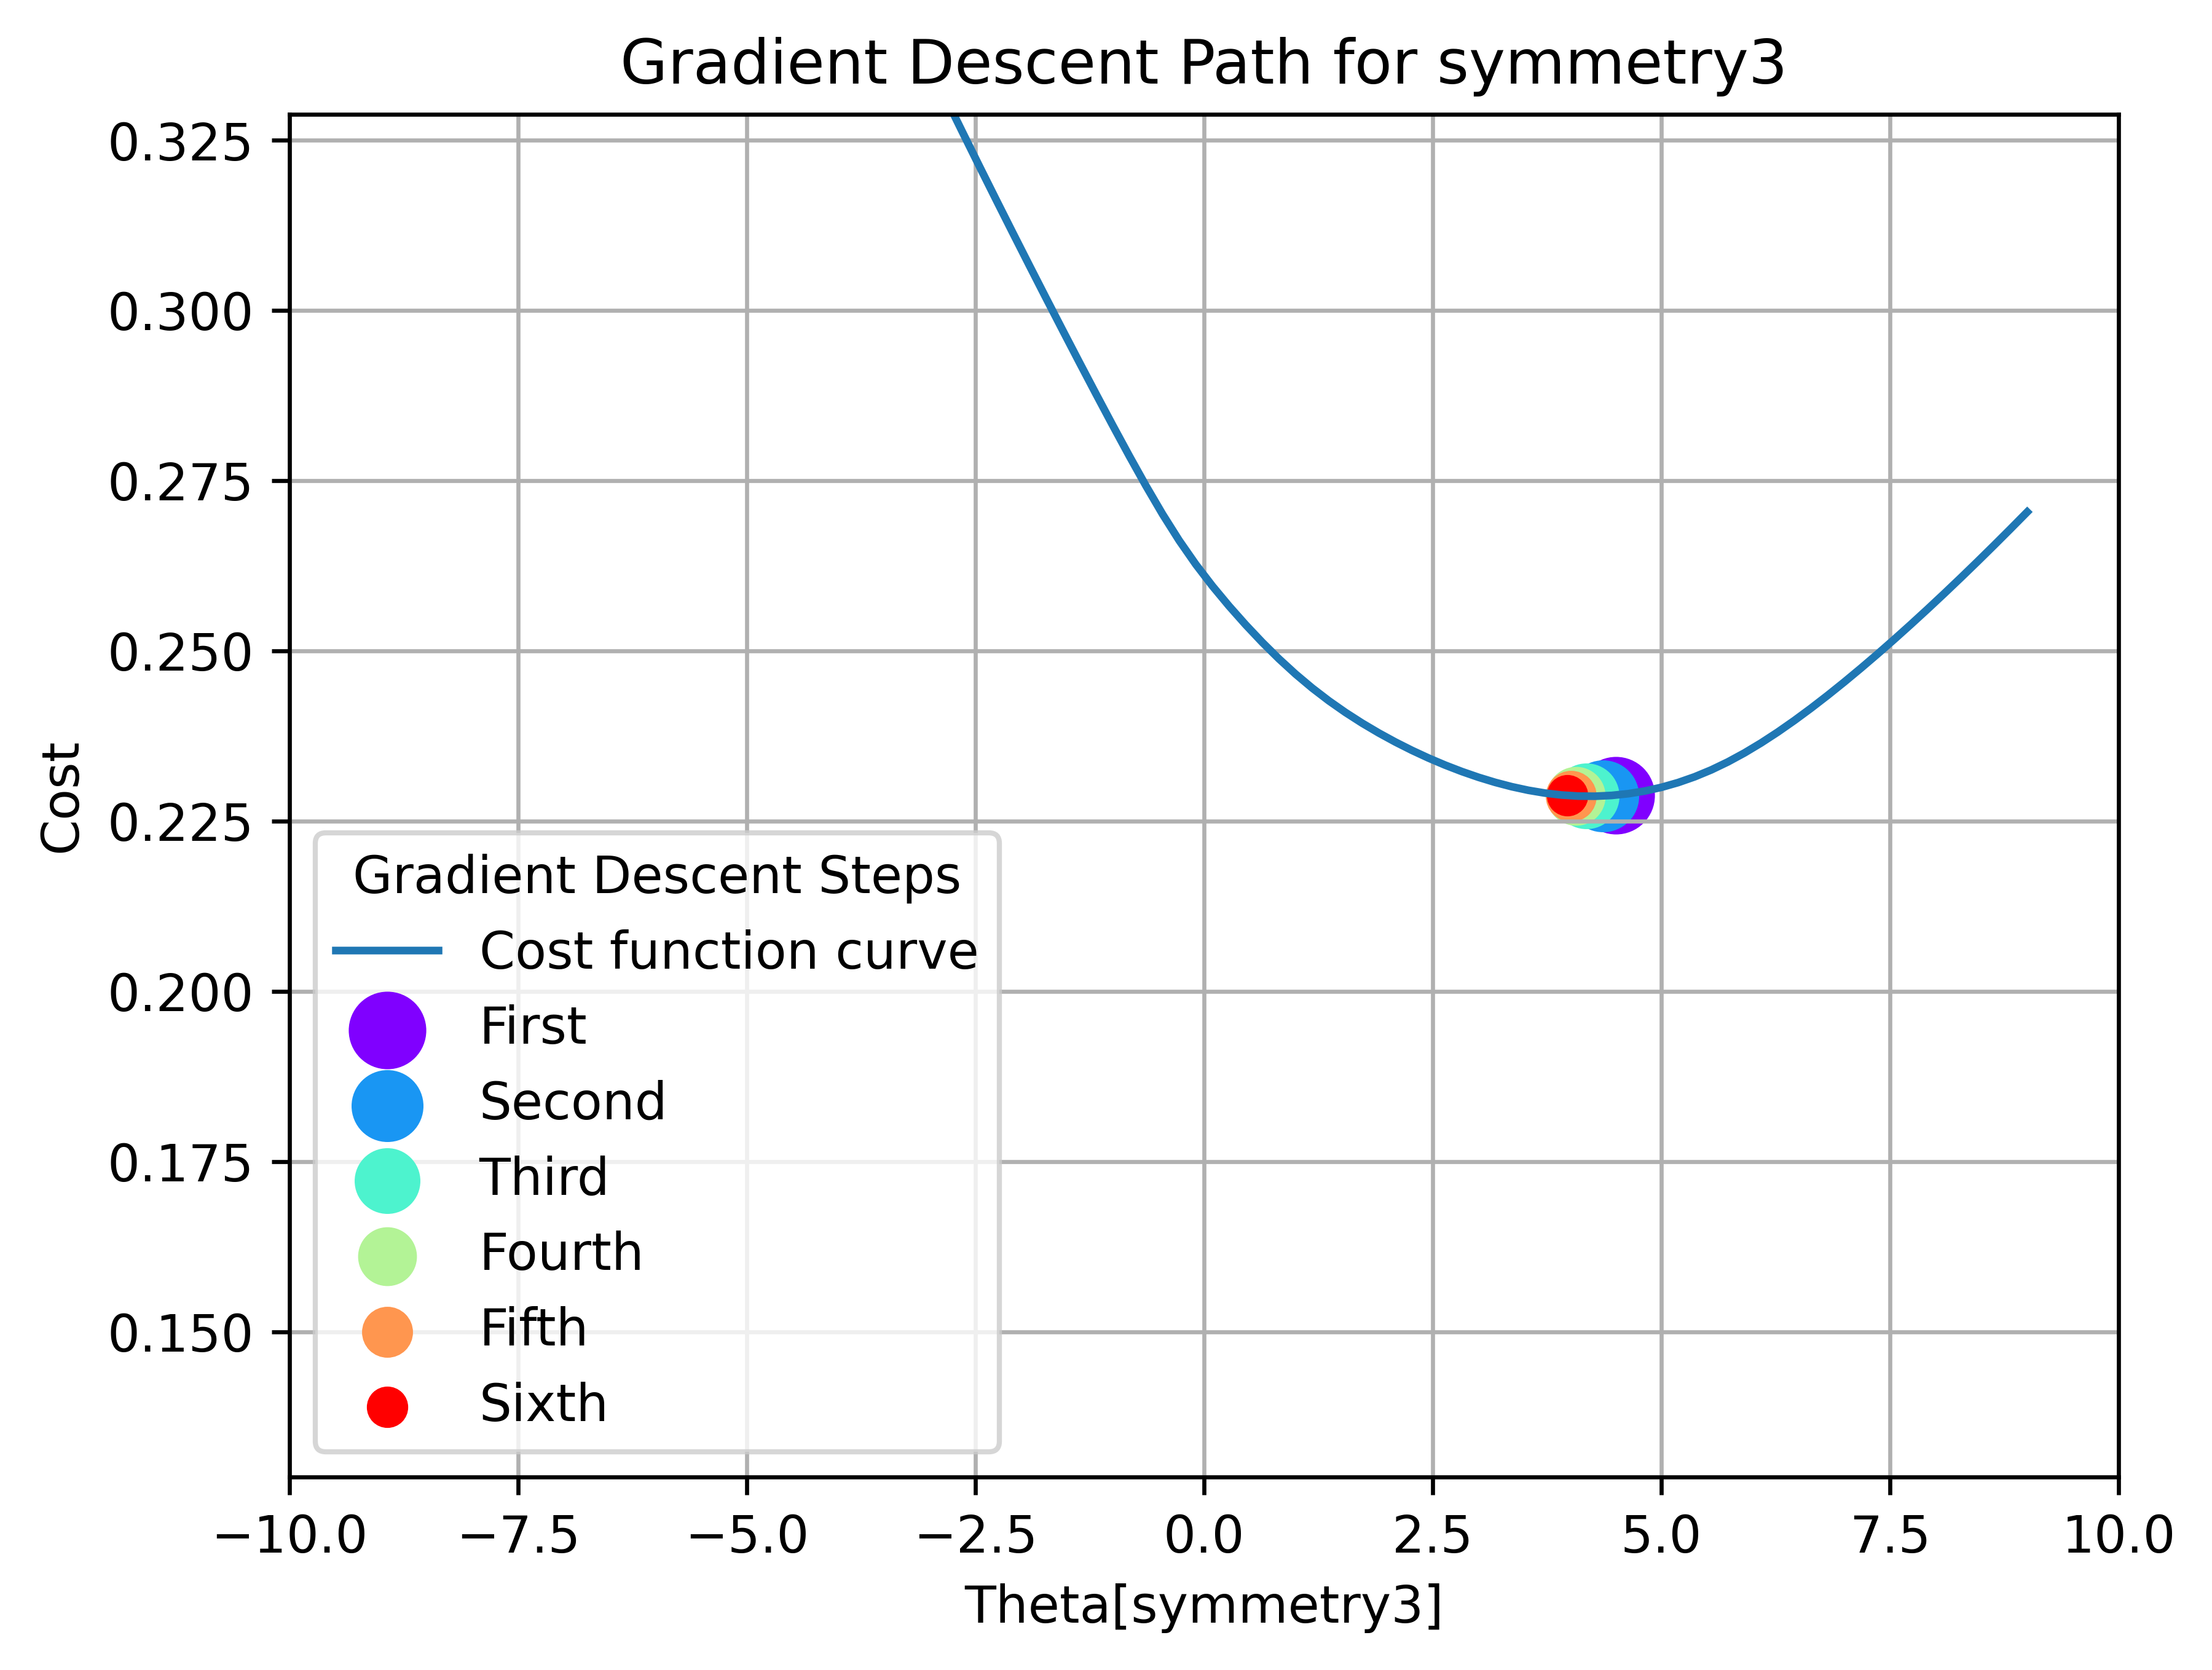 Gradient Descent Path for symmetry3
0.325
0.300
0.275
0.250
0.225
0.200
0.175
0.150
Cost
Gradient Descent Steps
Cost function curve
First
Second
Third
Fourth
Fifth
Sixth
−10.0 −7.5 −5.0 −2.5 0.0 2.5 5.0 7.5 10.0
Theta[symmetry3]